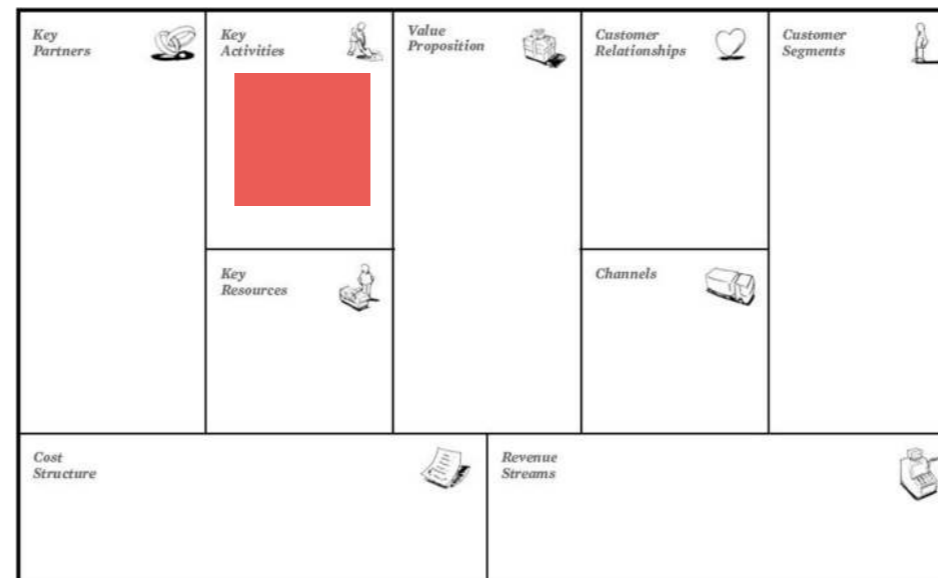 Key
Partners
Key
Activities
Value
Proposition
Customer
Relationships
Customer
Segments
Key
Resources
Channels
Cost
Structure
Revenue
Streams